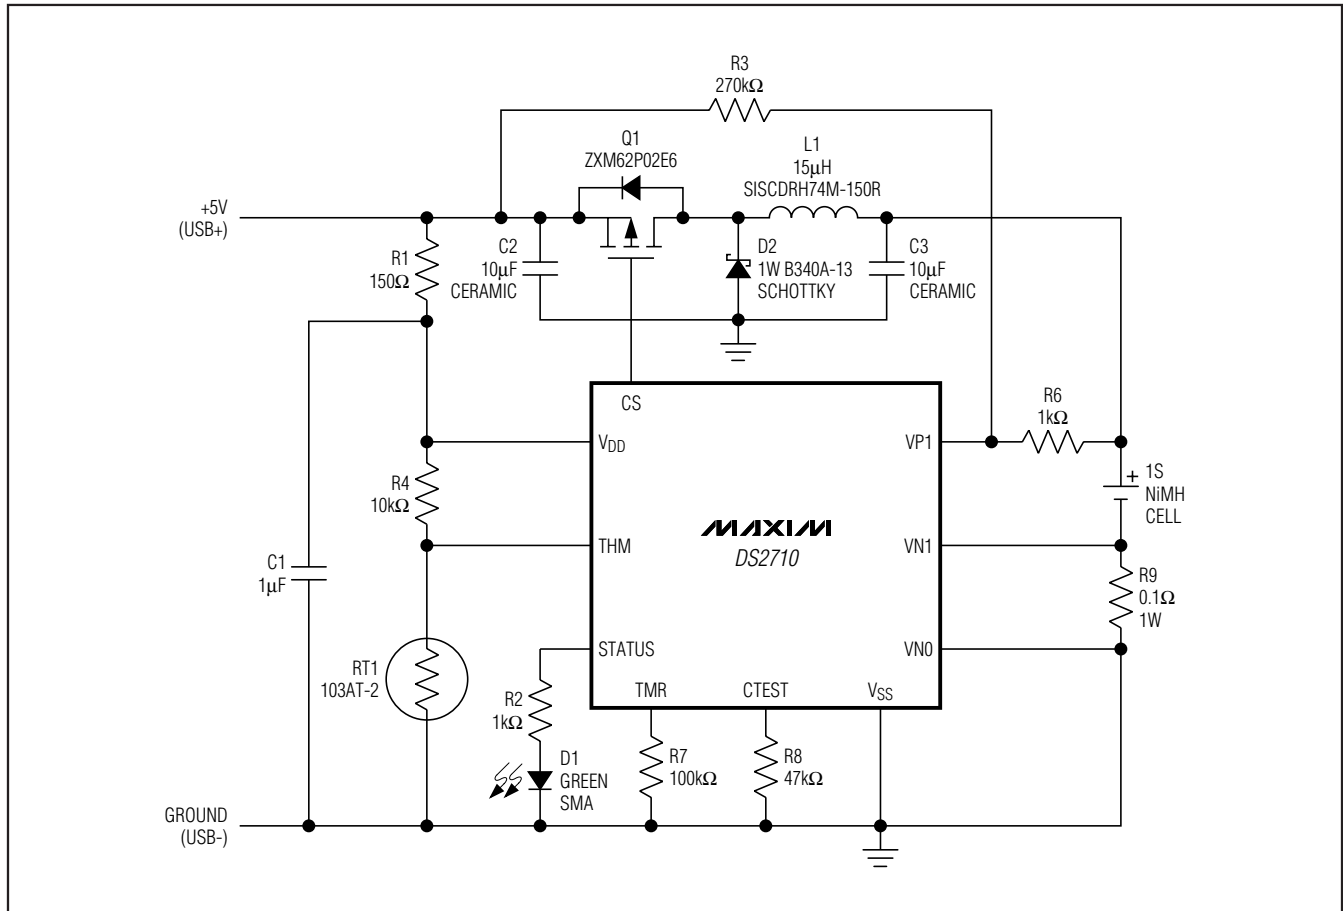 R3
270kΩ
Q1
ZXM62P02E6
L1
15μH
SISCDRH74M-150R
+5V
(USB+)
R1
150Ω
C2
10μF
CERAMIC
D2
1W B340A-13
SCHOTTKY
C3
10μF
CERAMIC
CS
VDD
VP1
R6
1kΩ
R4
10kΩ
+
1S
NiMH
CELL
MAXIM
DS2710
THM
VN1
C1
1μF
R9
0.1Ω
1W
STATUS
VN0
RT1
103AT-2
R2
1kΩ
TMR
CTEST
VSS
D1
GREEN
SMA
R7
100kΩ
R8
47kΩ
GROUND
(USB-)